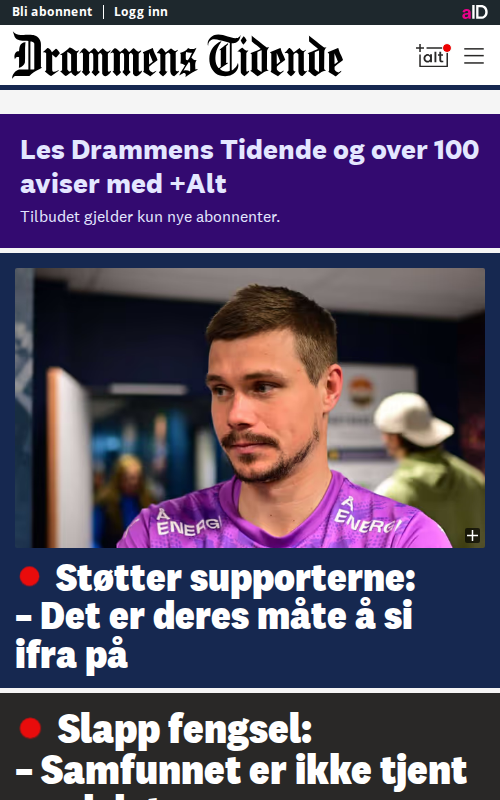 Bli abonnent | Logg inn
aID
Drammens Tidende
+alt
Les Drammens Tidende og over 100
aviser med +Alt
Tilbudet gjelder kun nye abonnenter.
Å
ENERGI
Å
ENERGI
Støtter supporterne:
– Det er deres måte å si
ifra på
Slapp fengsel:
– Samfunnet er ikke tjent